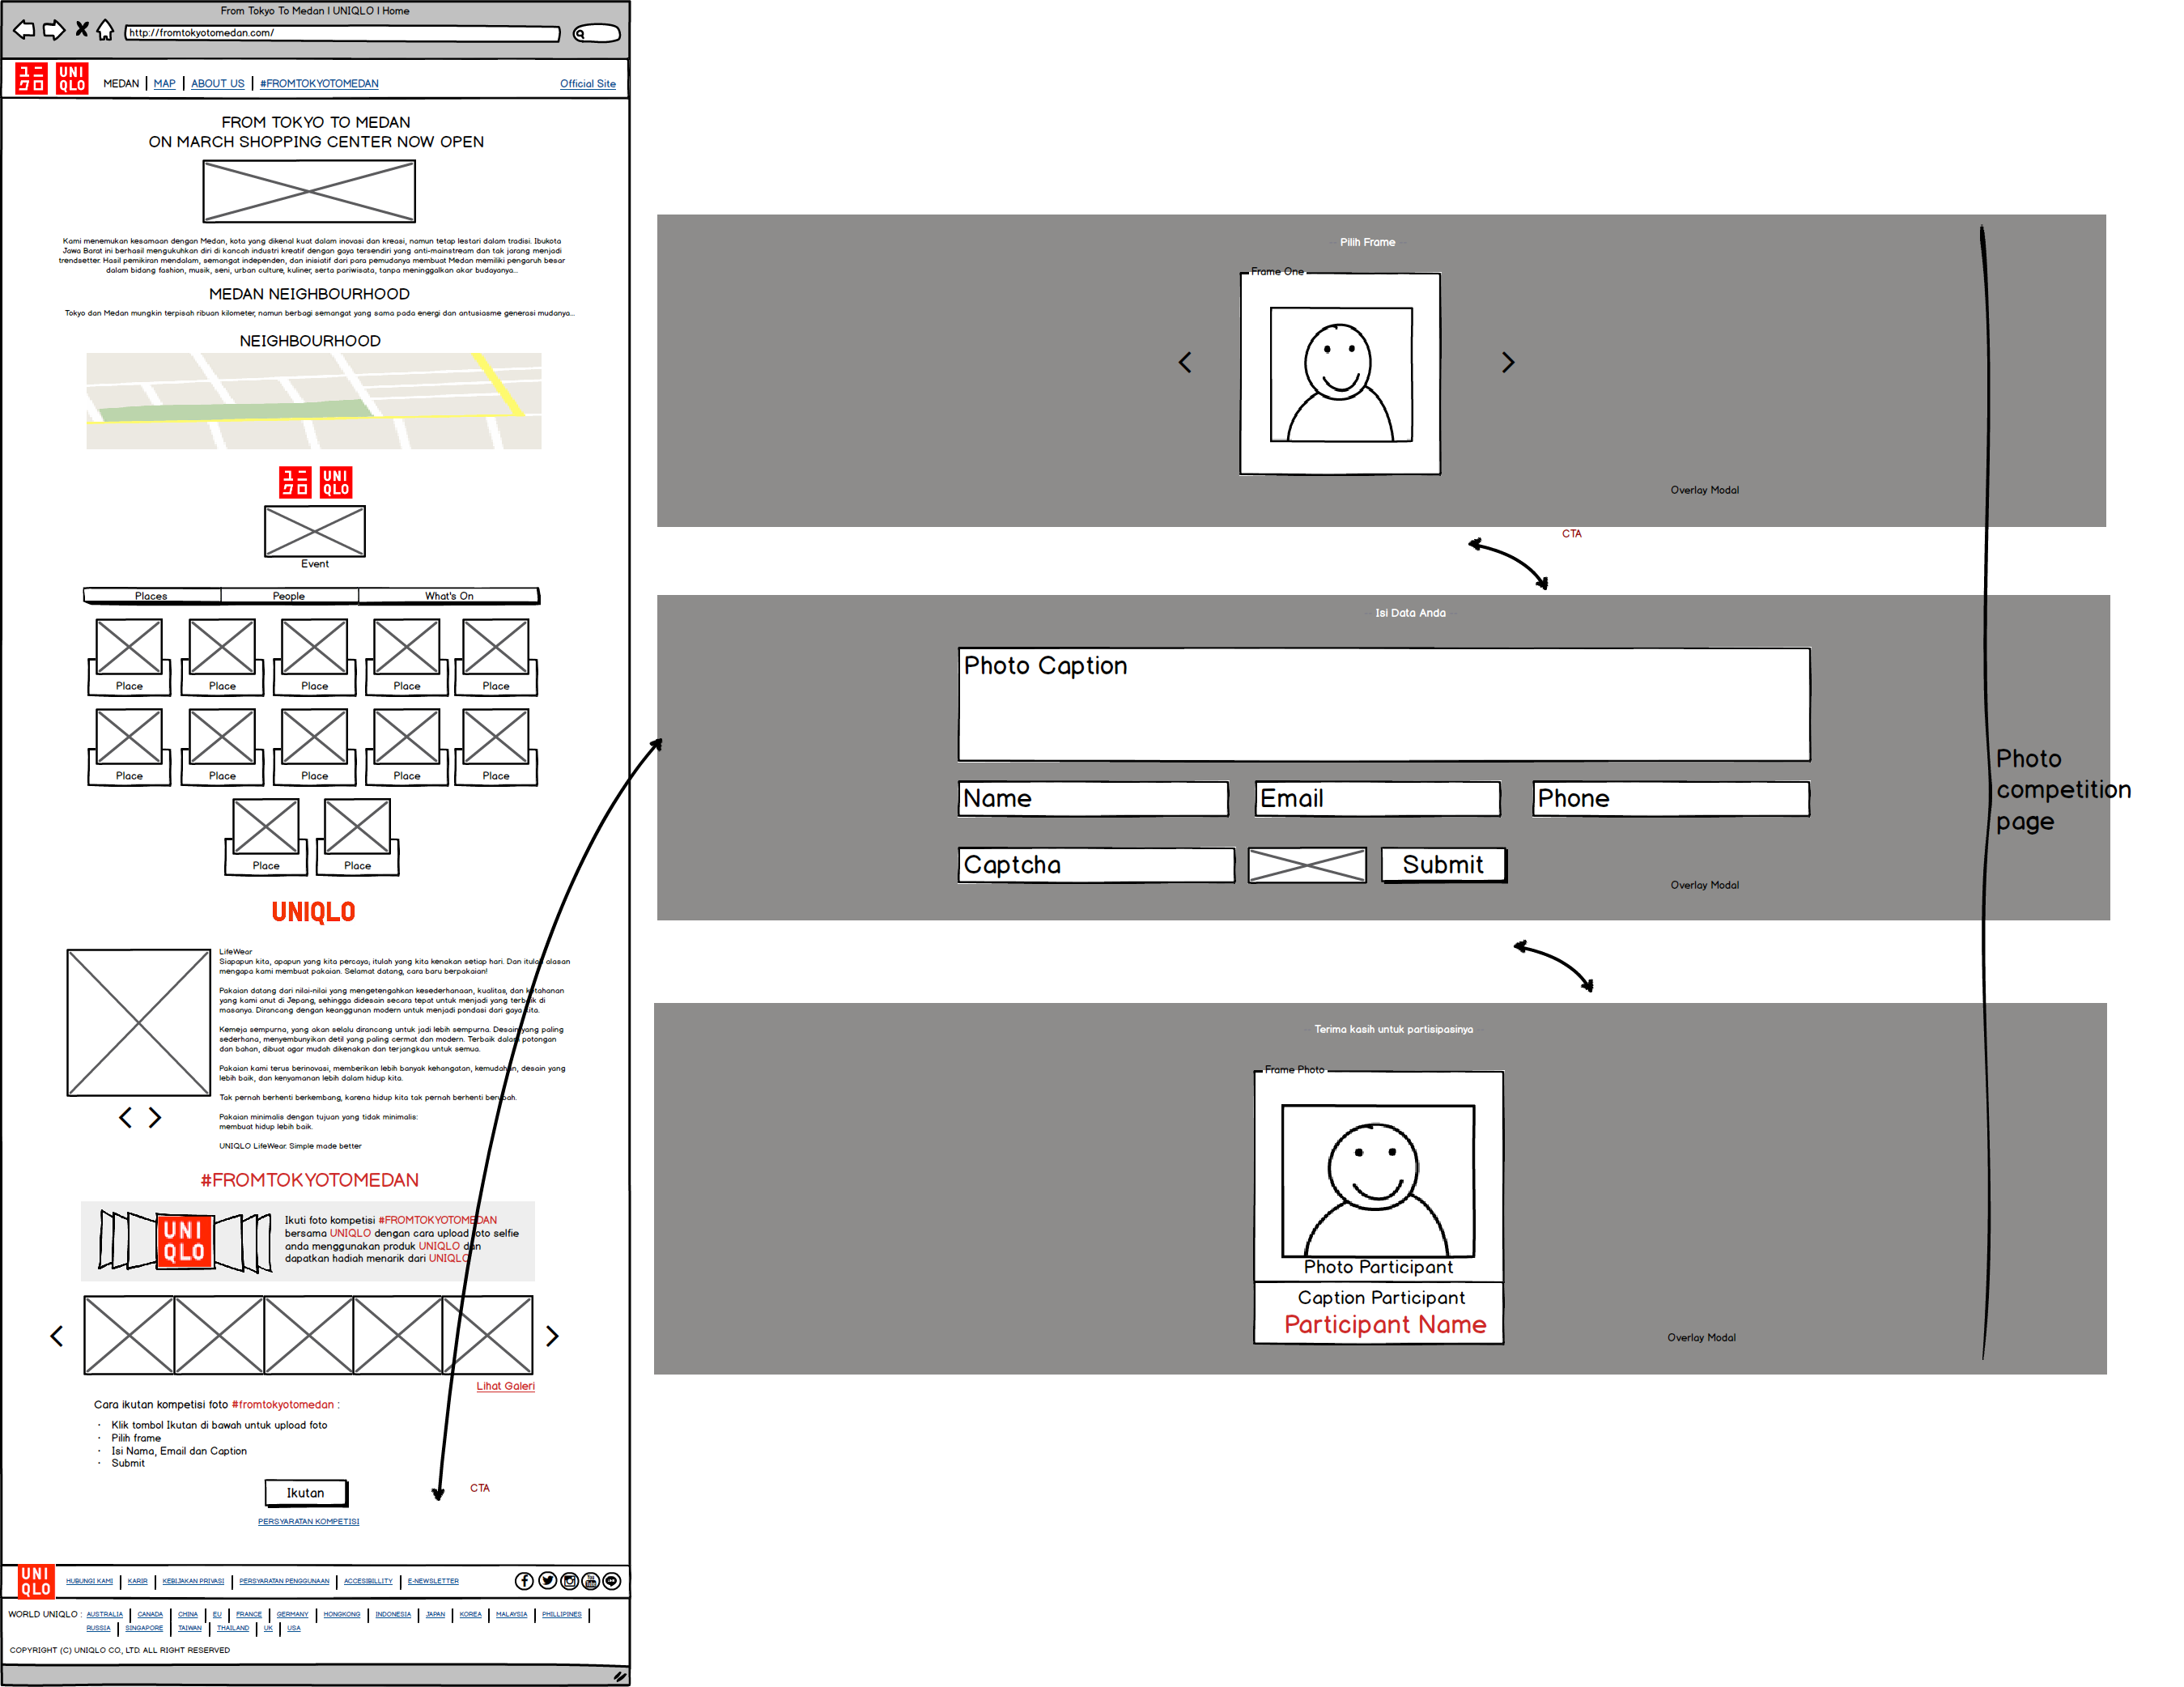 From Tokyo To Medan | UNIQLO | Home
http://fromtokyotomedan.com/
ユニ
クロ
UNI
QLO
MEDAN
MAP
ABOUT US
#FROMTOKYOTOMEDAN
Official Site
FROM TOKYO TO MEDAN
ON MARCH SHOPPING CENTER NOW OPEN
Kami menemukan kesamaan dengan Medan, kota yang dikenal kuat dalam inovasi dan kreasi, namun tetap lestari dalam tradisi. Ibukota
Jawa Barat ini berhasil mengukuhkan diri di kancah industri kreatif dengan gaya tersendiri yang anti-mainstream dan tak jarang menjadi
trendsetter. Hasil pemikiran mendalam, semangat independen, dan inisiatif dari para pemudanya membuat Medan memiliki pengaruh besar
dalam bidang fashion, musik, seni, urban culture, kuliner, serta pariwisata, tanpa meninggalkan akar budayanya...
MEDAN NEIGHBOURHOOD
Tokyo dan Medan mungkin terpisah ribuan kilometer, namun berbagi semangat yang sama pada energi dan antusiasme generasi mudanya...
NEIGHBOURHOOD
ユニ
クロ
UNI
QLO
Event
Places
People
What's On
Place
Place
Place
Place
Place
Place
Place
Place
Place
Place
Place
Place
UNIQLO
LifeWear
Siapapun kita, apapun yang kita percaya, itulah yang kita kenakan setiap hari. Dan itulah alasan
mengapa kami membuat pakaian. Selamat datang, cara baru berpakaian!
Pakaian datang dari nilai-nilai yang mengetengahkan kesederhanaan, kualitas, dan ketahanan
yang kami anut di Jepang, sehingga didesain secara tepat untuk menjadi yang terbaik di
masanya. Dirancang dengan keanggunan modern untuk menjadi pondasi dari gaya kita.
Kemeja sempurna, yang akan selalu dirancang untuk jadi lebih sempurna. Desain yang paling
sederhana, menyembunyikan detil yang paling cermat dan modern. Terbaik dalam potongan
dan bahan, dibuat agar mudah dikenakan dan terjangkau untuk semua.
Pakaian kami terus berinovasi, memberikan lebih banyak kehangatan, kemudahan, desain yang
lebih baik, dan kenyamanan lebih dalam hidup kita.
Tak pernah berhenti berkembang, karena hidup kita tak pernah berhenti berubah.
Pakaian minimalis dengan tujuan yang tidak minimalis:
membuat hidup lebih baik.
UNIQLO LifeWear. Simple made better
#FROMTOKYOTOMEDAN
UNI
QLO
Ikuti foto kompetisi #FROMTOKYOTOMEDAN
bersama UNIQLO dengan cara upload foto selfie
anda menggunakan produk UNIQLO dan
dapatkan hadiah menarik dari UNIQLO
Lihat Galeri
Cara ikutan kompetisi foto #fromtokyotomedan :
· Klik tombol Ikutan di bawah untuk upload foto
· Pilih frame
· Isi Nama, Email dan Caption
· Submit
Ikutan
CTA
PERSYARATAN KOMPETISI
UNI
QLO
HUBUNGI KAMI
KARIR
KEBIJAKAN PRIVASI
PERSYARATAN PENGGUNAAN
ACCESIBILLITY
E-NEWSLETTER
WORLD UNIQLO : AUSTRALIA CANADA CHINA EU FRANCE GERMANY HONGKONG INDONESIA JAPAN KOREA MALAYSIA PHILLIPINES
RUSSIA SINGAPORE TAIWAN THAILAND UK USA
COPYRIGHT (C) UNIQLO CO., LTD. ALL RIGHT RESERVED
Pilih Frame
Frame One
Overlay Modal
CTA
Isi Data Anda
Photo Caption
Name
Email
Phone
Captcha
Submit
Overlay Modal
Terima kasih untuk partisipasinya
Frame Photo
Photo Participant
Caption Participant
Participant Name
Overlay Modal
Photo
competition
page